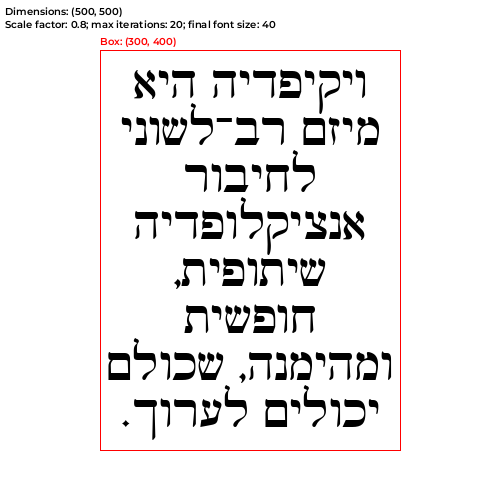 Dimensions: (500, 500)
Scale factor: 0.8; max iterations: 20; final font size: 40
Box: (300, 400)
ויקיפדיה היא
מיזם רב־לשוני
לחיבור
אנציקלופדיה
שיתופית,
חופשית
ומהימנה, שכולם
יכולים לערוך.